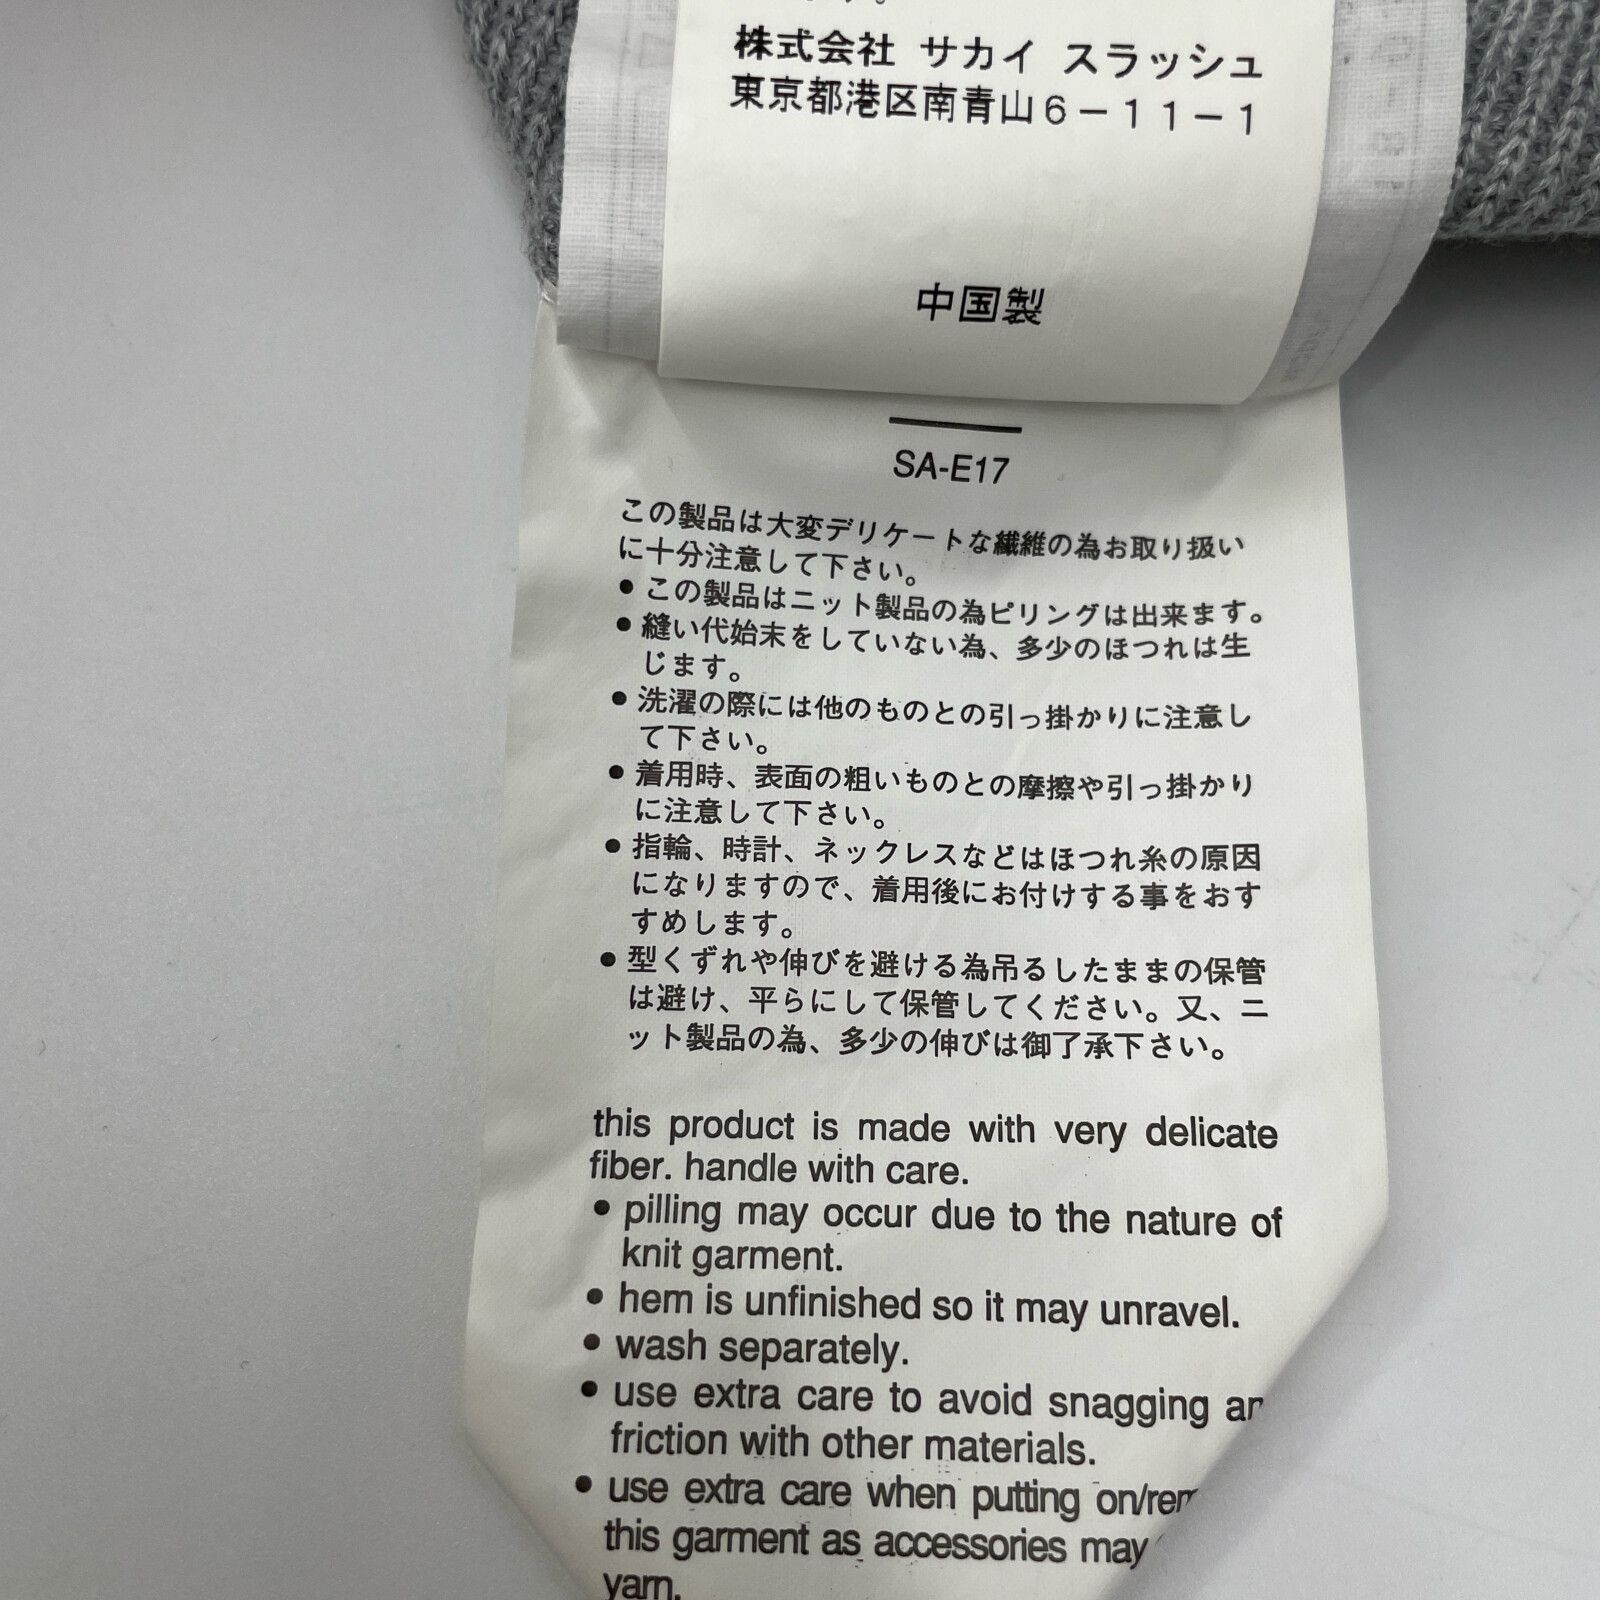 株式会社 サカイ スラッシュ
東京都港区南青山6－11－1
中国製
SA-E17
この製品は大変デリケートな繊維の為お取り扱い
に十分注意して下さい。
● この製品はニット製品の為ピリングは出来ます。
● 縫い代始末をしていない為、多少のほつれは生
じます。
● 洗濯の際には他のものとの引っ掛かりに注意し
て下さい。
● 着用時、表面の粗いものとの摩擦や引っ掛かり
に注意して下さい。
● 指輪、時計、ネックレスなどはほつれ糸の原因
になりますので、着用後にお付けする事をおす
すめします。
● 型くずれや伸びを避ける為吊るしたままの保管
は避け、平らにして保管してください。又、ニ
ット製品の為、多少の伸びは御了承下さい。
this product is made with very delicate
fiber. handle with care.
● pilling may occur due to the nature of
knit garment.
● hem is unfinished so it may unravel.
● wash separately.
● use extra care to avoid snagging
friction with other materials.
● use extra care when putting
this garment as accessories may
yarn.